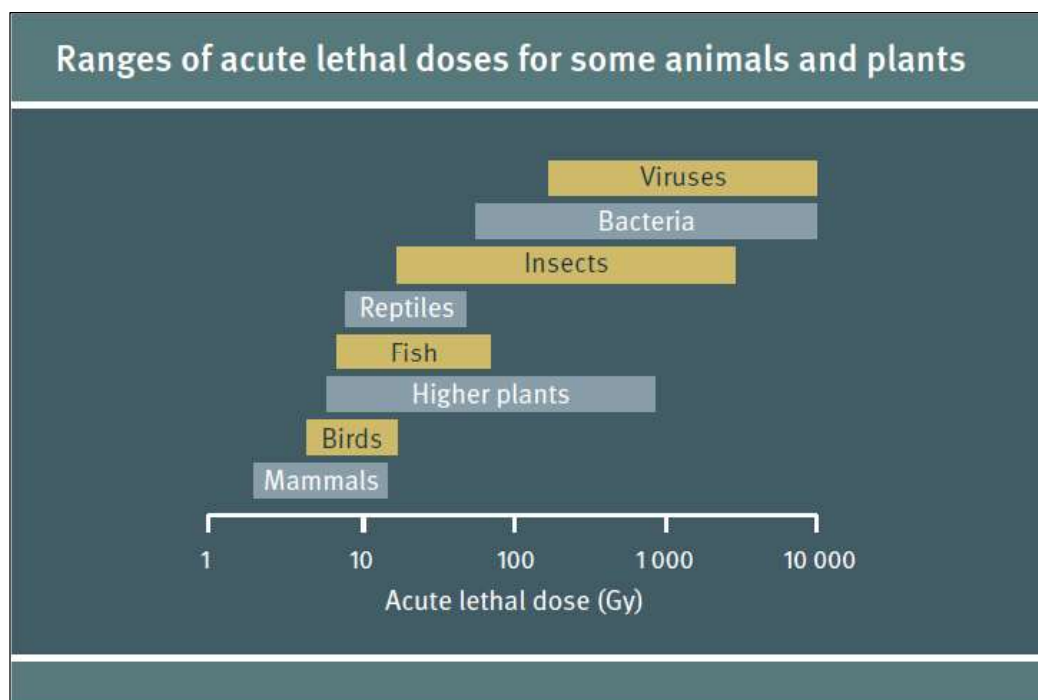 Ranges of acute lethal doses for some animals and plants
Viruses
Bacteria
Insects
Reptiles
Fish
Higher plants
Birds
Mammals
1 10 100 1 000 10 000
Acute lethal dose (Gy)